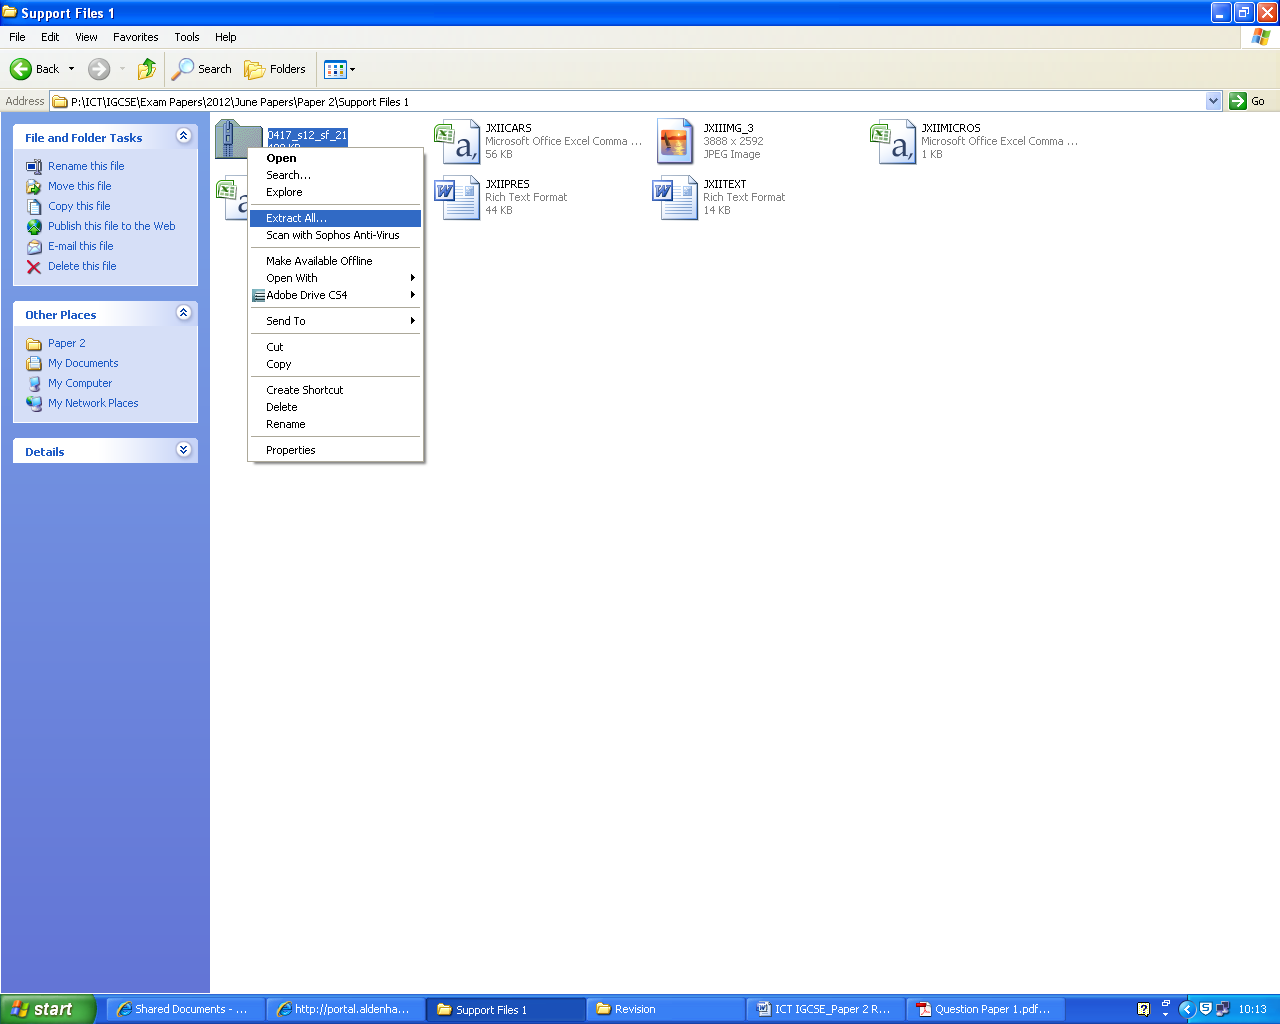 Support Files 1
File Edit View Favorites Tools Help
Back Search Folders
Address P:\ICT\IGCSE\Exam Papers\2012\June Papers\Paper 2\Support Files 1 Go
File and Folder Tasks
Rename this file
Move this file
Copy this file
Publish this file to the Web
E-mail this file
Delete this file
Other Places
Paper 2
My Documents
My Computer
My Network Places
Details
0417_s12_sf_21
JXIICARS
Microsoft Office Excel Comma ...
56 KB
JXIIIMG_3
3888 x 2592
JPEG Image
JXIIMICROS
Microsoft Office Excel Comma ...
1 KB
JXIIPRES
Rich Text Format
44 KB
JXIITEXT
Rich Text Format
14 KB
Open
Search...
Explore
Extract All...
Scan with Sophos Anti-Virus
Make Available Offline
Open With
Adobe Drive CS4
Send To
Cut
Copy
Create Shortcut
Delete
Rename
Properties
start Shared Documents - ... http://portal.aldenha... Support Files 1 Revision ICT IGCSE_Paper 2 R... Question Paper 1.pdf... 10:13